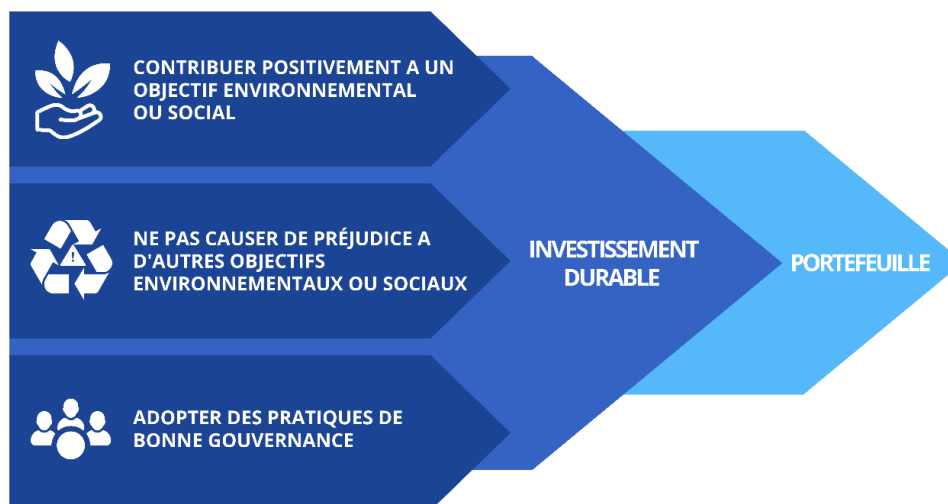 CONTRIBUER POSITIVEMENT A UN
OBJECTIF ENVIRONNEMENTAL
OU SOCIAL
NE PAS CAUSER DE PRÉJUDICE A
D'AUTRES OBJECTIFS
ENVIRONNEMENTAUX OU SOCIAUX
ADOPTER DES PRATIQUES DE
BONNE GOUVERNANCE
INVESTISSEMENT
DURABLE
PORTEFEUILLE